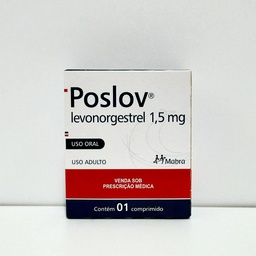 Poslov®
levonorgestrel 1,5 mg
USO ORAL
USO ADULTO
Mabra
VENDA SOB
PRESCRIÇÃO MÉDICA
Contém 01 comprimido